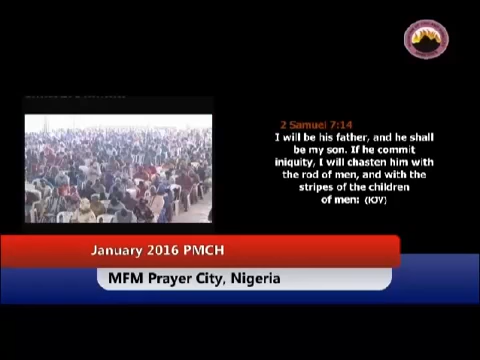 2 Samuel 7:14
I will be his father, and he shall
be my son. If he commit
iniquity, I will chasten him with
the rod of men, and with the
stripes of the children
of men: (KJV)
January 2016 PMCH
MFM Prayer City, Nigeria